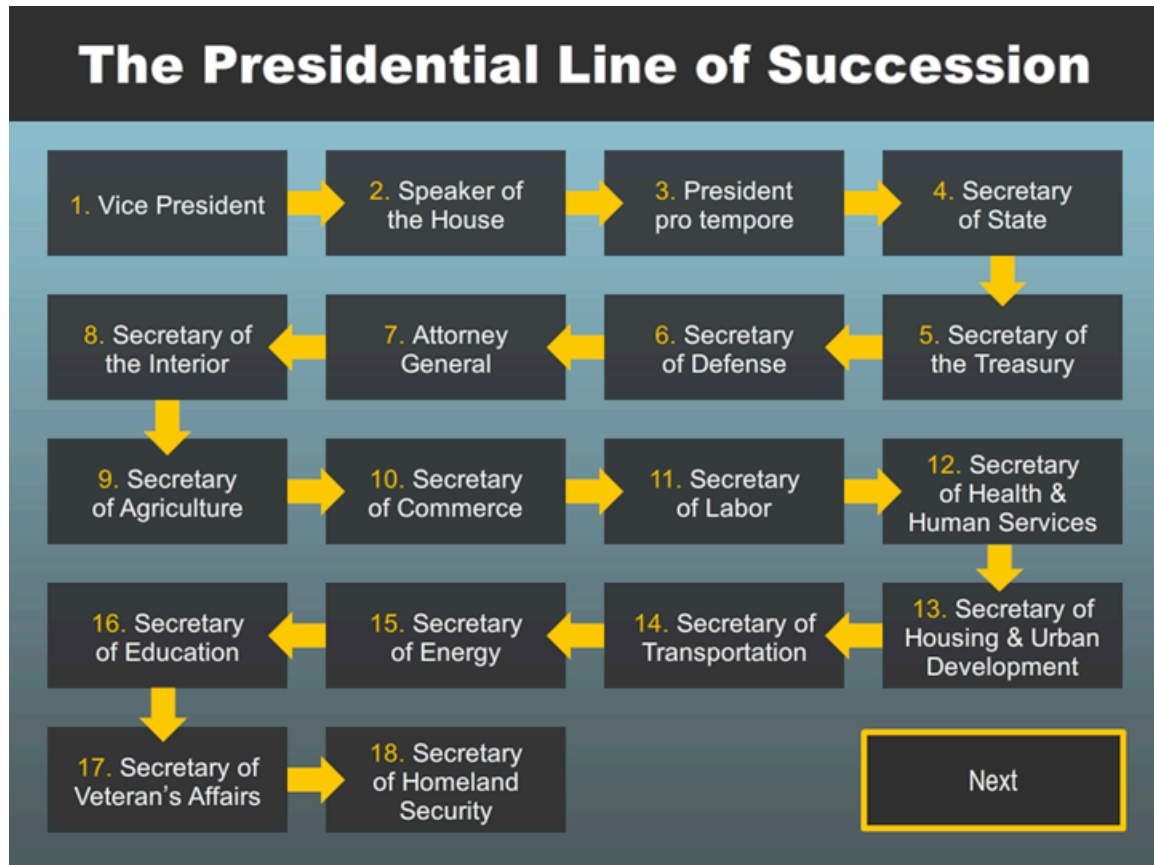 The Presidential Line of Succession
1. Vice President
2. Speaker of
the House
3. President
pro tempore
4. Secretary
of State
5. Secretary of
the Treasury
6. Secretary
of Defense
7. Attorney
General
8. Secretary of
the Interior
9. Secretary
of Agriculture
10. Secretary
of Commerce
11. Secretary
of Labor
12. Secretary
of Health &
Human Services
13. Secretary of
Housing & Urban
Development
14. Secretary of
Transportation
15. Secretary
of Energy
16. Secretary
of Education
17. Secretary of
Veteran's Affairs
18. Secretary
of Homeland
Security
Next